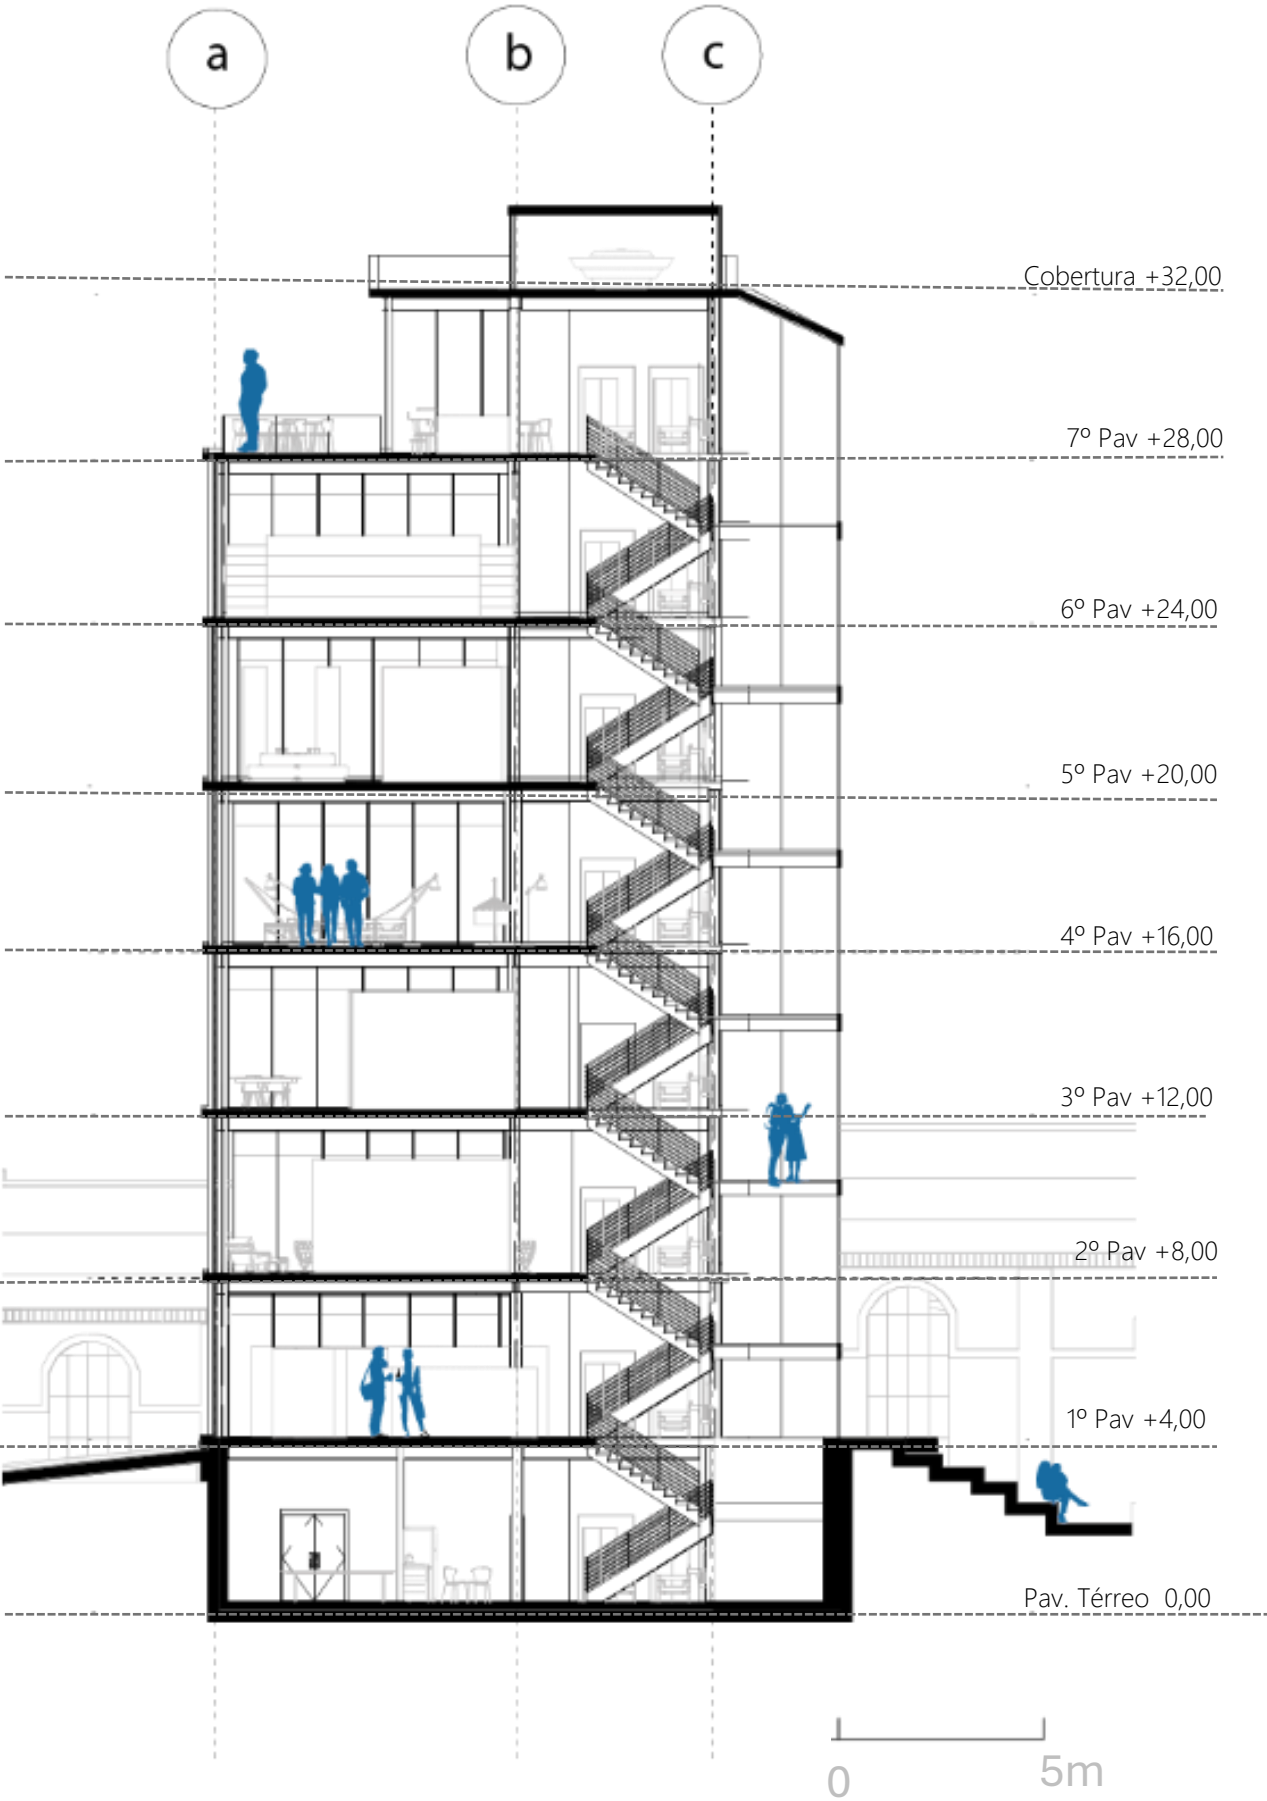 a
b
c
Cobertura +32,00
7º Pav +28,00
6º Pav +24,00
5º Pav +20,00
4º Pav +16,00
3º Pav +12,00
2º Pav +8,00
1º Pav +4,00
Pav. Térreo 0,00
0
5m